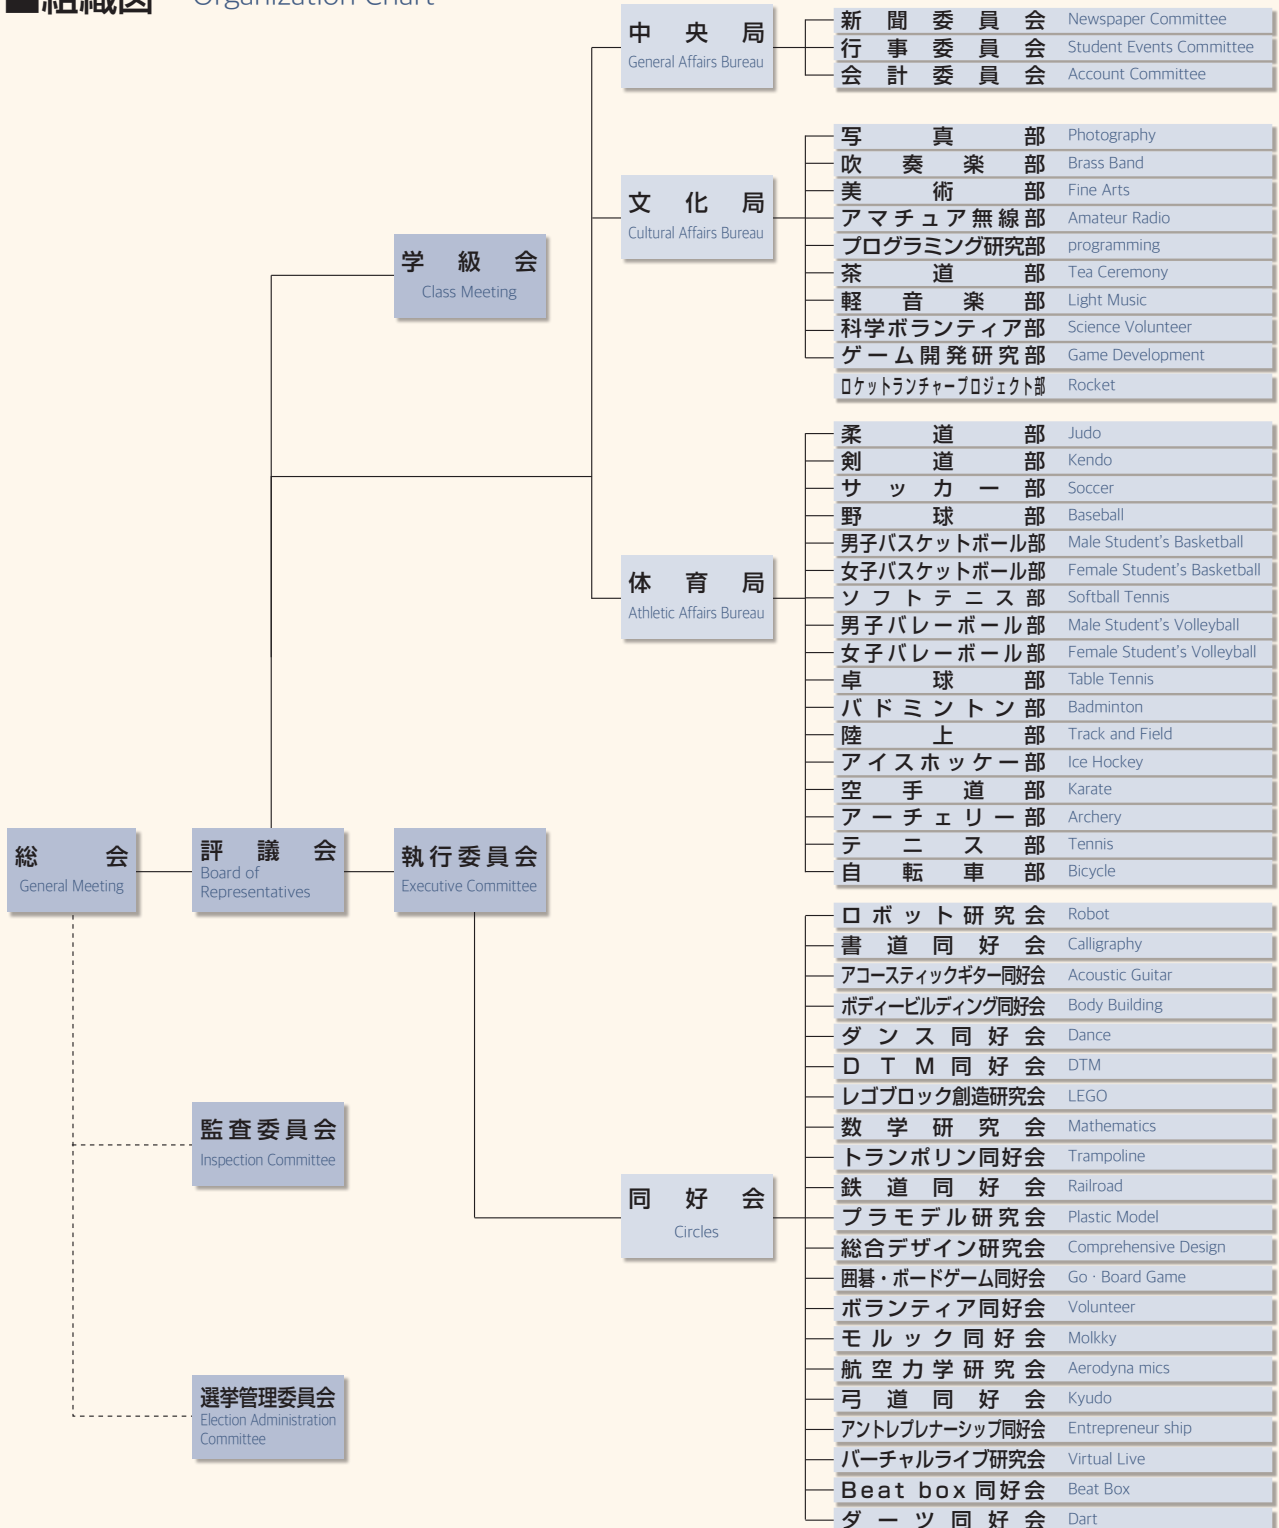 ■組織図 Organization Chart
中央局
General Affairs Bureau
新聞委員会 Newspaper Committee
行事委員会 Student Events Committee
会計委員会 Account Committee
文化局
Cultural Affairs Bureau
写真部 Photography
吹奏楽部 Brass Band
美術部 Fine Arts
アマチュア無線部 Amateur Radio
プログラミング研究部 programming
茶道部 Tea Ceremony
軽音楽部 Light Music
科学ボランティア部 Science Volunteer
ゲーム開発研究部 Game Development
ロケットランチャープロジェクト部 Rocket
学級会
Class Meeting
体育局
Athletic Affairs Bureau
柔道部 Judo
剣道部 Kendo
サッカー部 Soccer
野球部 Baseball
男子バスケットボール部 Male Student's Basketball
女子バスケットボール部 Female Student's Basketball
ソフトテニス部 Softball Tennis
男子バレーボール部 Male Student's Volleyball
女子バレーボール部 Female Student's Volleyball
卓球部 Table Tennis
バドミントン部 Badminton
陸上部 Track and Field
アイスホッケー部 Ice Hockey
空手道部 Karate
アーチェリー部 Archery
テニス部 Tennis
自転車部 Bicycle
総会
General Meeting
評議会
Board of
Representatives
執行委員会
Executive Committee
監査委員会
Inspection Committee
選挙管理委員会
Election Administration
Committee
同好会
Circles
ロボット研究会 Robot
書道同好会 Calligraphy
アコースティックギター同好会 Acoustic Guitar
ボディービルディング同好会 Body Building
ダンス同好会 Dance
DTM同好会 DTM
レゴブロック創造研究会 LEGO
数学研究会 Mathematics
トランポリン同好会 Trampoline
鉄道同好会 Railroad
プラモデル研究会 Plastic Model
総合デザイン研究会 Comprehensive Design
囲碁・ボードゲーム同好会 Go · Board Game
ボランティア同好会 Volunteer
モルック同好会 Molkky
航空力学研究会 Aerodyna mics
弓道同好会 Kyudo
アントレプレナーシップ同好会 Entrepreneur ship
バーチャルライブ研究会 Virtual Live
Beat box 同好会 Beat Box
ダーツ同好会 Dart